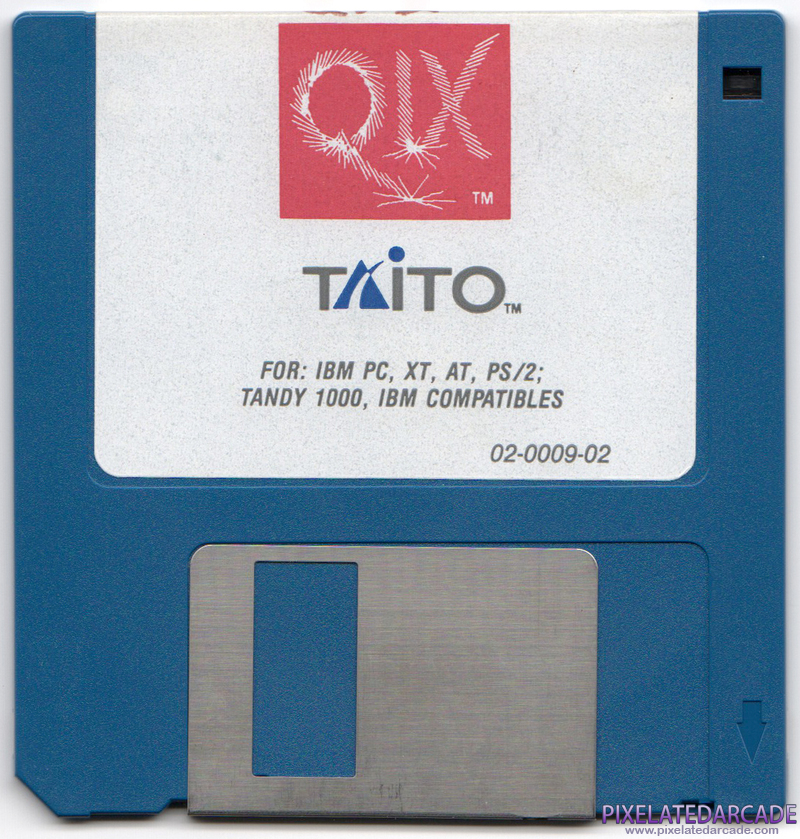 QIX
TM
TAITO TM
FOR: IBM PC, XT, AT, PS/2;
TANDY 1000, IBM COMPATIBLES
02-0009-02
PIXELATEDARCADE
www.pixelatedarcade.com